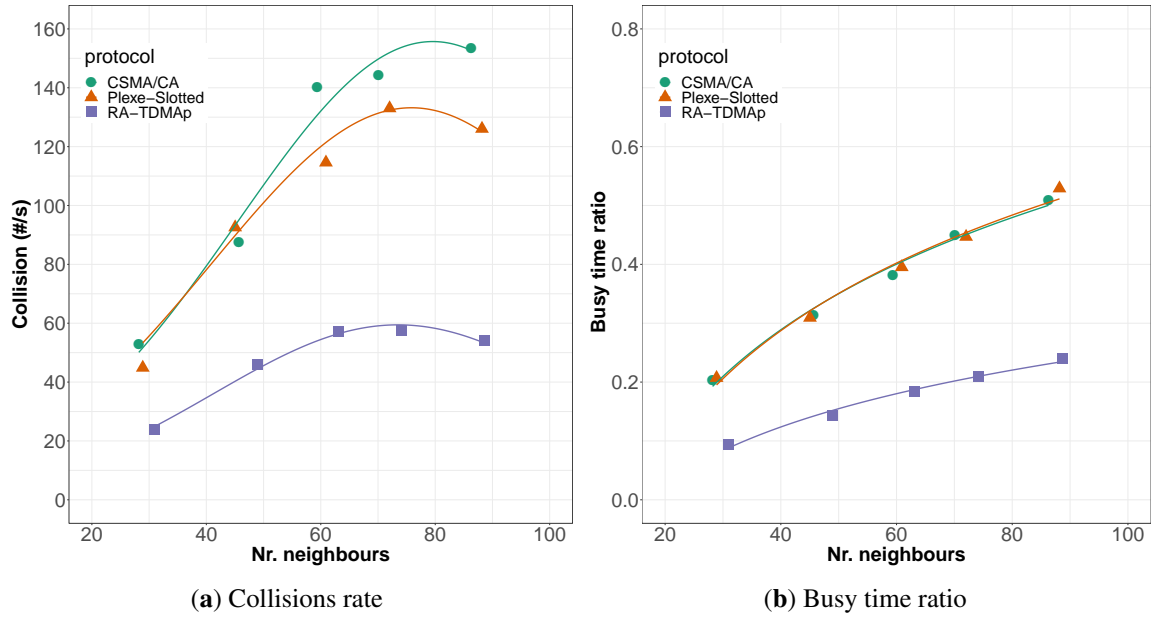 160
140
120
100
80
60
40
20
0
Collision (#/s)
protocol
CSMA/CA
Plexe−Slotted
RA−TDMAp
20 40 60 80 100
Nr. neighbours
(a) Collisions rate
0.8
0.6
0.4
0.2
0.0
Busy time ratio
protocol
CSMA/CA
Plexe−Slotted
RA−TDMAp
20 40 60 80 100
Nr. neighbours
(b) Busy time ratio